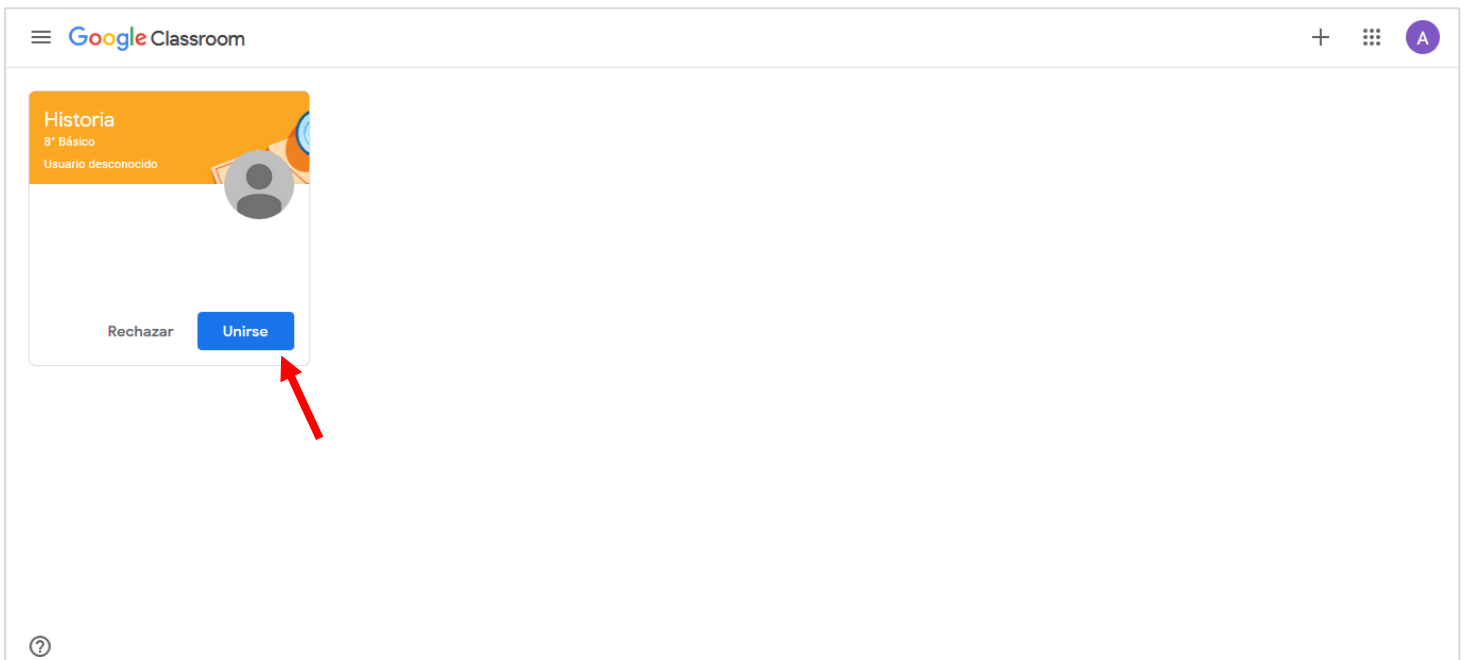 Google Classroom
A
Historia
8° Básico
Usuario desconocido
Rechazar
Unirse
?